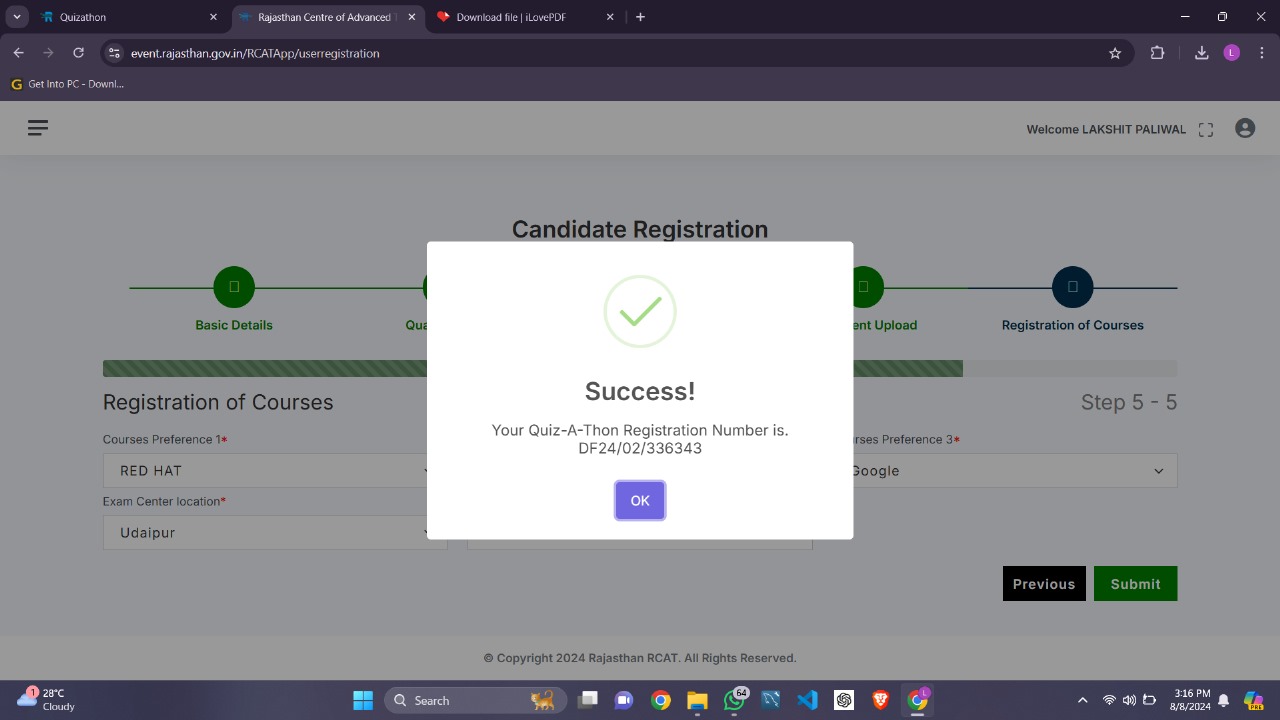 Quizathon
Rajasthan Centre of Advanced T
Download file | iLovePDF
event.rajasthan.gov.in/RCATApp/userregistration
L
G Get Into PC - Downl...
Welcome LAKSHIT PALIWAL
Candidate Registration
Basic Details
Qua
ent Upload
Registration of Courses
Registration of Courses
Step 5 - 5
Courses Preference 1*
urses Preference 3*
RED HAT
Google
Exam Center location*
Udaipur
Success!
Your Quiz-A-Thon Registration Number is.
DF24/02/336343
OK
Previous
Submit
© Copyright 2024 Rajasthan RCAT. All Rights Reserved.
1
28°C
Cloudy
Search
64
L
3:16 PM
8/8/2024
PRE